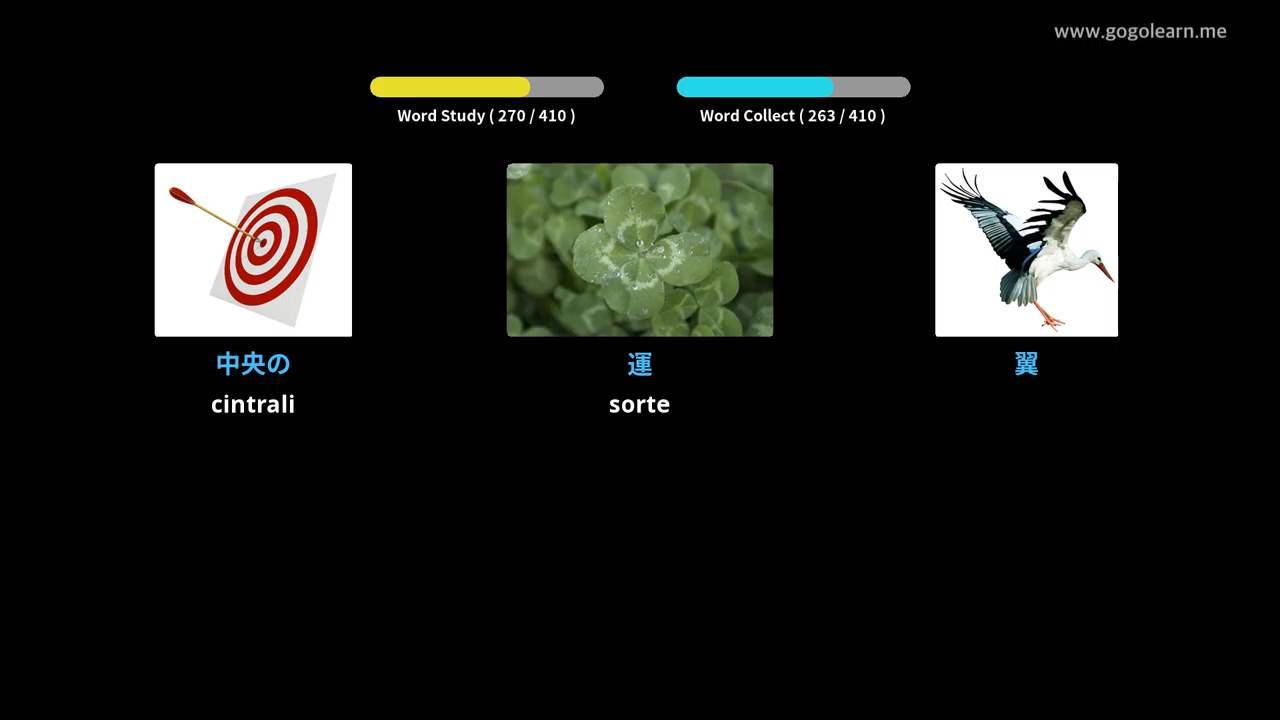 www.gogolearn.me
Word Study ( 270 / 410 )
Word Collect ( 263 / 410 )
中央の
運
翼
cintrali
sorte